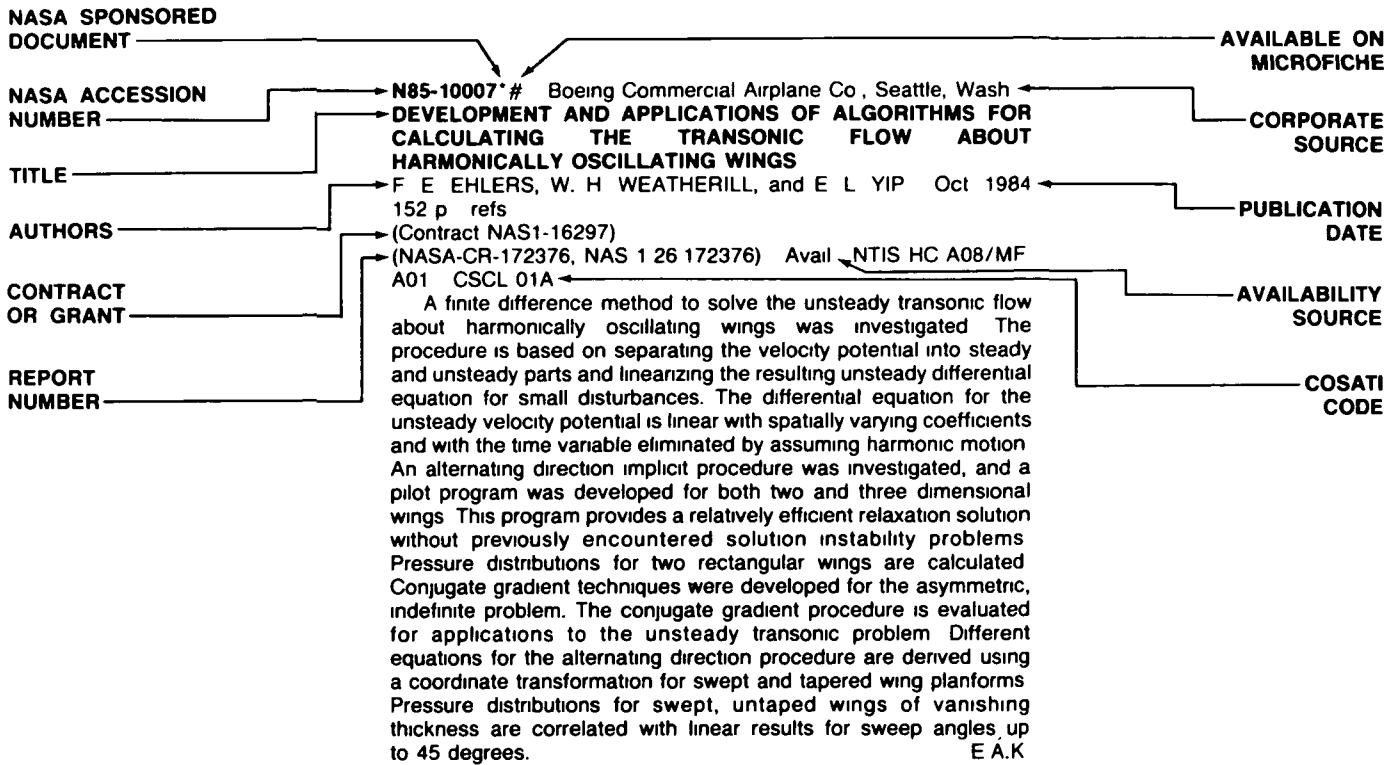 NASA SPONSORED
DOCUMENT
AVAILABLE ON
MICROFICHE
NASA ACCESSION
NUMBER
N85-10007*# Boeing Commercial Airplane Co , Seattle, Wash
CORPORATE
SOURCE
TITLE
DEVELOPMENT AND APPLICATIONS OF ALGORITHMS FOR
CALCULATING THE TRANSONIC FLOW ABOUT
HARMONICALLY OSCILLATING WINGS
AUTHORS
F E EHLERS, W. H WEATHERILL, and E L YIP Oct 1984
152 p refs
PUBLICATION
DATE
CONTRACT
OR GRANT
(Contract NAS1-16297)
REPORT
NUMBER
(NASA-CR-172376, NAS 1 26 172376) Avail NTIS HC A08/MF
A01 CSCL 01A
AVAILABILITY
SOURCE
COSATI
CODE
A finite difference method to solve the unsteady transonic flow
about harmonically oscillating wings was investigated The
procedure is based on separating the velocity potential into steady
and unsteady parts and linearizing the resulting unsteady differential
equation for small disturbances. The differential equation for the
unsteady velocity potential is linear with spatially varying coefficients
and with the time variable eliminated by assuming harmonic motion
An alternating direction implicit procedure was investigated, and a
pilot program was developed for both two and three dimensional
wings This program provides a relatively efficient relaxation solution
without previously encountered solution instability problems
Pressure distributions for two rectangular wings are calculated
Conjugate gradient techniques were developed for the asymmetric,
indefinite problem. The conjugate gradient procedure is evaluated
for applications to the unsteady transonic problem Different
equations for the alternating direction procedure are derived using
a coordinate transformation for swept and tapered wing planforms
Pressure distributions for swept, untaped wings of vanishing
thickness are correlated with linear results for sweep angles up
to 45 degrees. E A.K